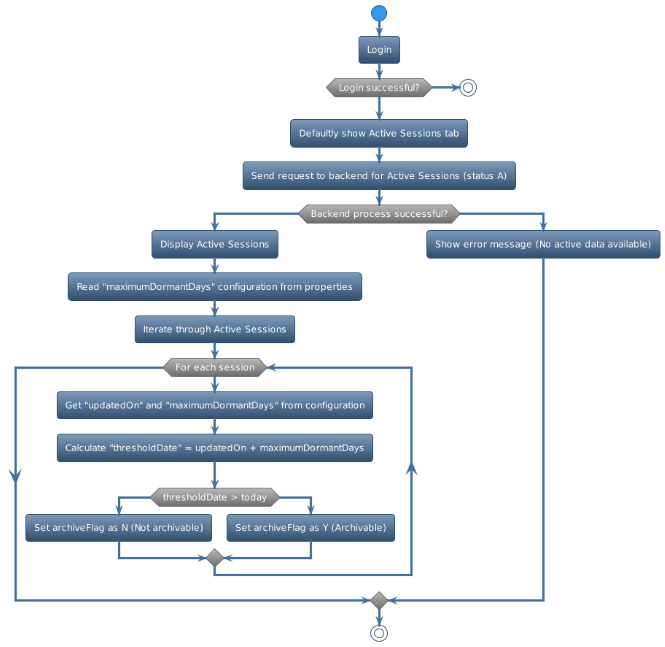 Login
Login successful?
Defaultly show Active Sessions tab
Send request to backend for Active Sessions (status A)
Backend process successful?
Display Active Sessions
Show error message (No active data available)
Read "maximumDormantDays" configuration from properties
Iterate through Active Sessions
For each session
Get "updatedOn" and "maximumDormantDays" from configuration
Calculate "thresholdDate" = updatedOn + maximumDormantDays
thresholdDate > today
Set archiveFlag as N (Not archivable)
Set archiveFlag as Y (Archivable)